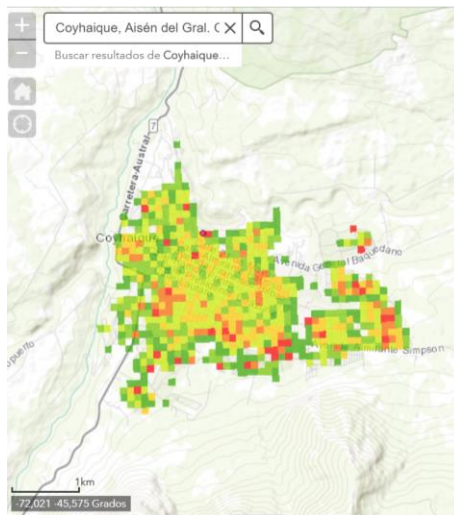 +
Coyhaique, Aisén del Gral. C
Buscar resultados de Coyhaique...
−
7
Carretera Austral
Coyhaique
Avenida General Baquedano
Simpson
opuerto
1km
-72,021 -45,575 Grados